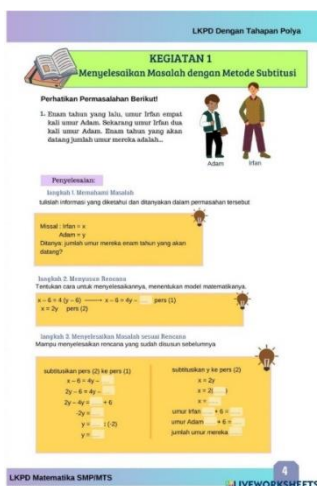 LKPD Dengan Tahapan Polya
KEGIATAN 1
Menyelesaikan Masalah dengan Metode Subtitusi
Perhatikan Permasalahan Berikut!
1. Enam tahun yang lalu, umur Irfan empat
kali umur Adam. Sekarang umur Irfan dua
kali umur Adam. Enam tahun yang akan
datang jumlah umur mereka adalah...
Adam Irfan
Penyelesaian:
langkah 1. Memahami Masalah
tulislah informasi yang diketahui dan ditanyakan dalam permasahan tersebut
Missal : Irfan = x
Adam = y
Ditanya: jumlah umur mereka enam tahun yang akan
datang?
langkah 2. Menyusun Rencana
Tentukan cara untuk menyelesaikannya, menentukan model matematikanya.
x – 6 = 4 (y – 6) → x – 6 = 4y – pers (1)
x = 2y pers (2)
langkah 3. Menyelesaikan Masalah sesuai Rencana
Mampu menyelesaikan rencana yang sudah disusun sebelumnya
subtitusikan pers (2) ke pers (1)
x – 6 = 4y –
2y – 6 = 4y –
2y – 4y = + 6
-2y =
y = : (-2)
y =
subtitusikan y ke pers (2)
x = 2y
x = 2( )
x =
umur Irfan + 6 =
umur Adam + 6 =
jumlah umur mereka
4
LKPD Matematika SMP/MTS
LIVEWORKSHEETS